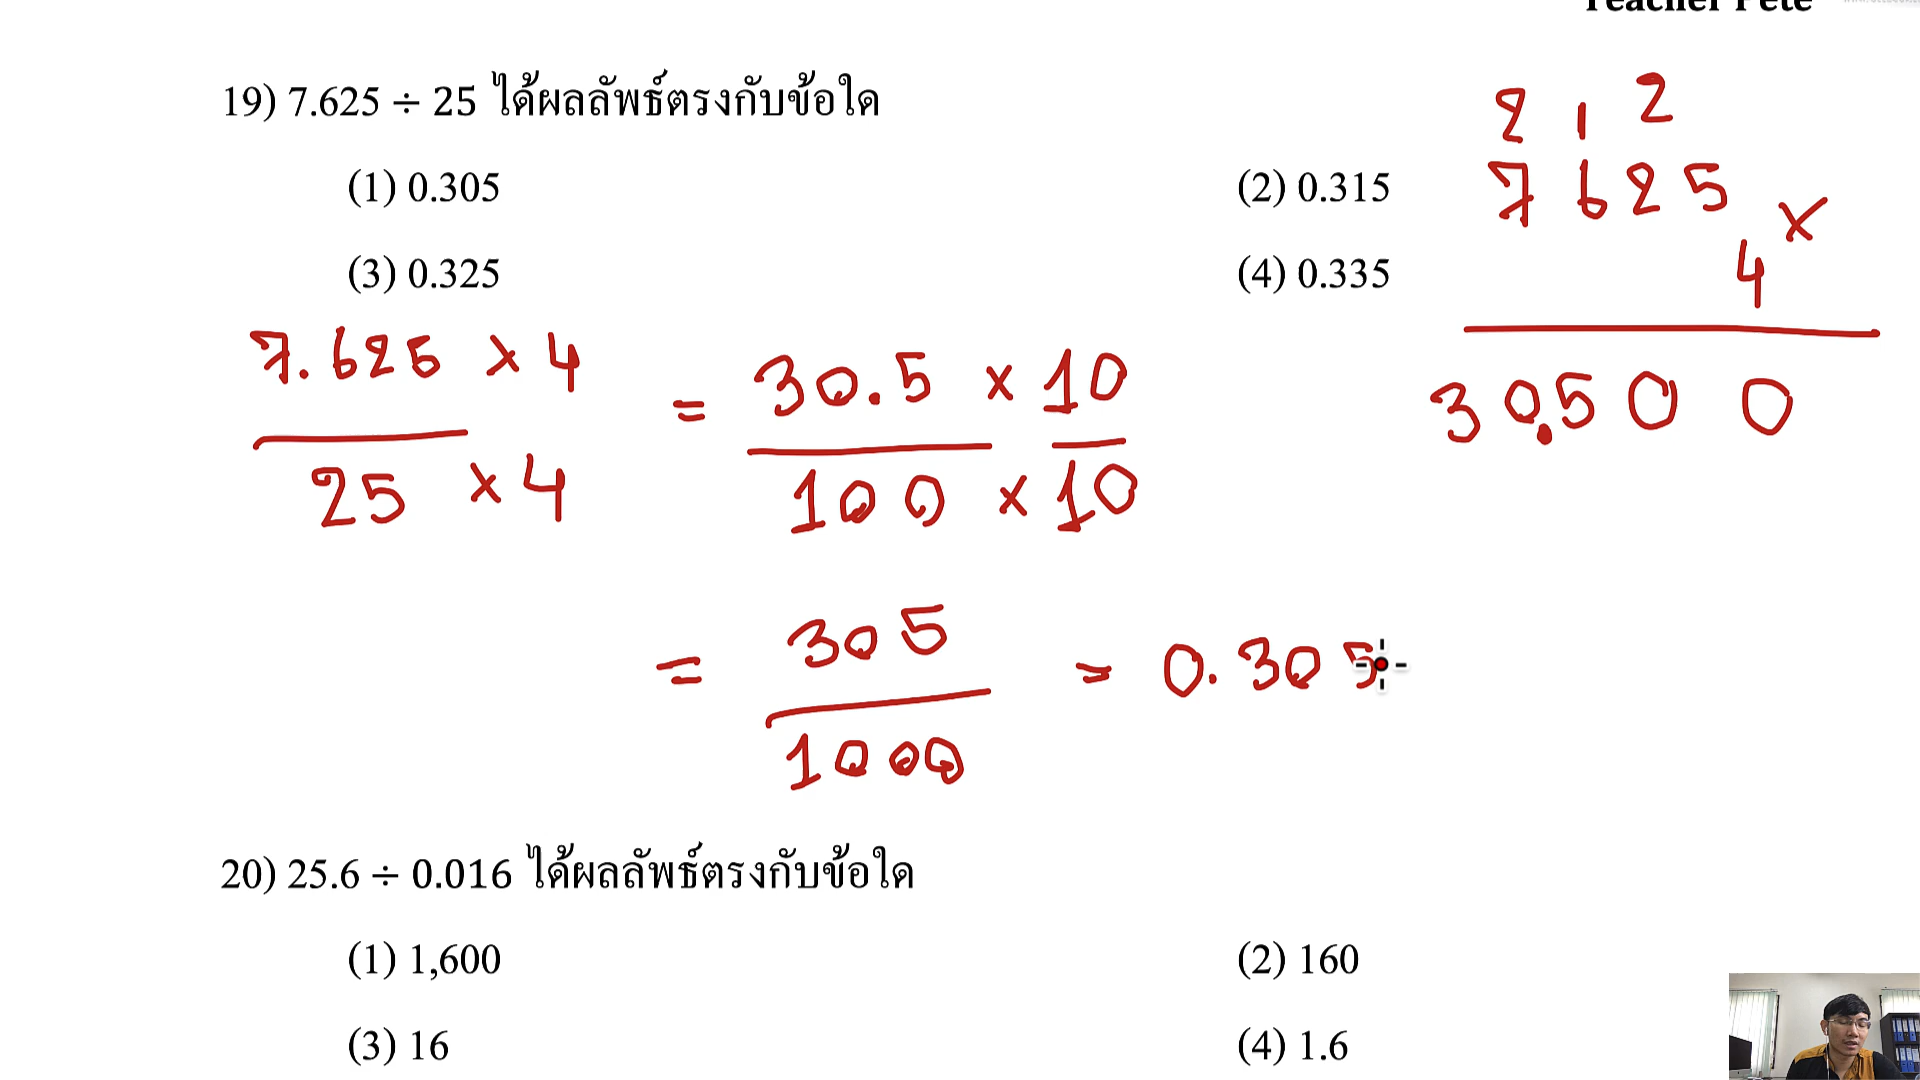 Teacher Pete
19) 7.625 ÷ 25 ได้ผลลัพธ์ตรงกับข้อใด
(1) 0.305 (2) 0.315
(3) 0.325 (4) 0.335
2 1 2
7625 ×
4
30.500
7.625 × 4 = 30.5 × 10
25 × 4 100 × 10
= 305 = 0.305
1000
20) 25.6 ÷ 0.016 ได้ผลลัพธ์ตรงกับข้อใด
(1) 1,600 (2) 160
(3) 16 (4) 1.6